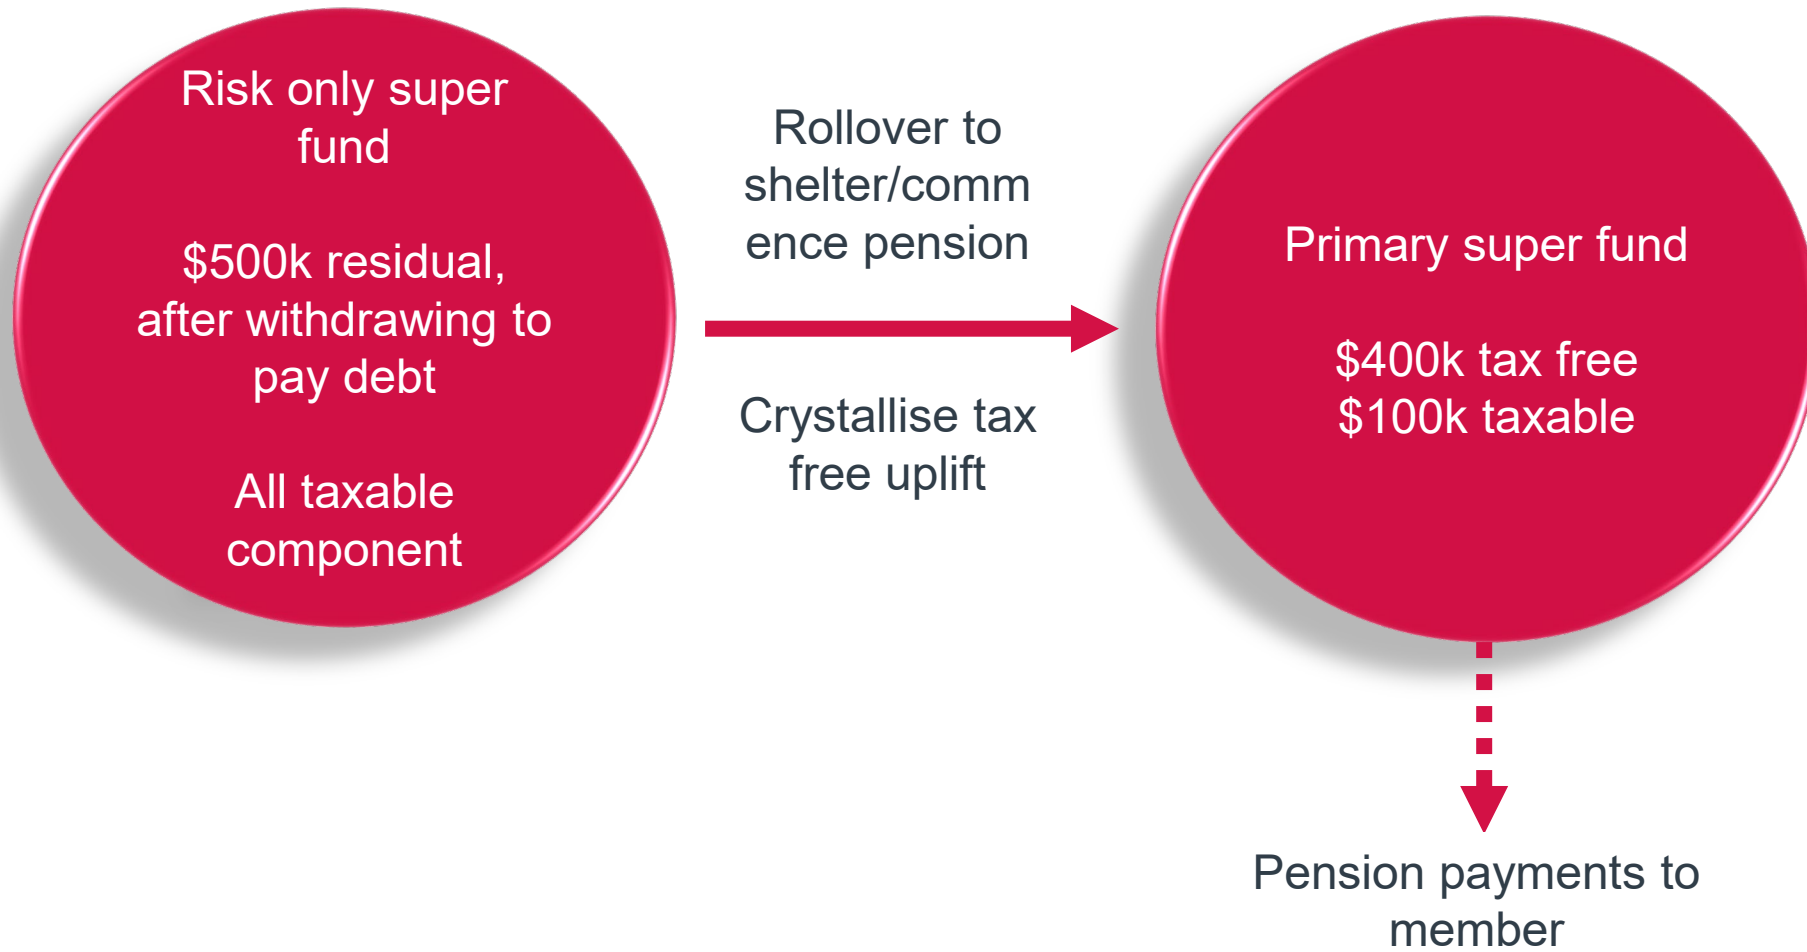 Risk only super
fund
$500k residual,
after withdrawing to
pay debt
All taxable
component
Rollover to
shelter/comm
ence pension
Crystallise tax
free uplift
Primary super fund
$400k tax free
$100k taxable
Pension payments to
member